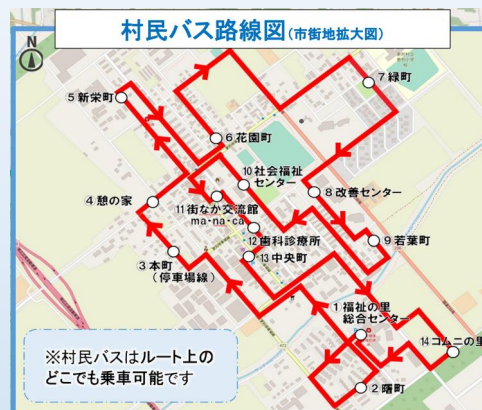 村民バス路線図(市街地拡大図)
N
5 新栄町
7 緑町
6 花園町
10 社会福祉
センター
4 憩の家
8 改善センター
11 街なか交流館
ma・na・ca
12 歯科診療所
13 中央町
9 若葉町
3 本町
(停車場線)
1 福祉の里
総合センター
14 コムニの里
2 曙町
※村民バスはルート上の
どこでも乗車可能です